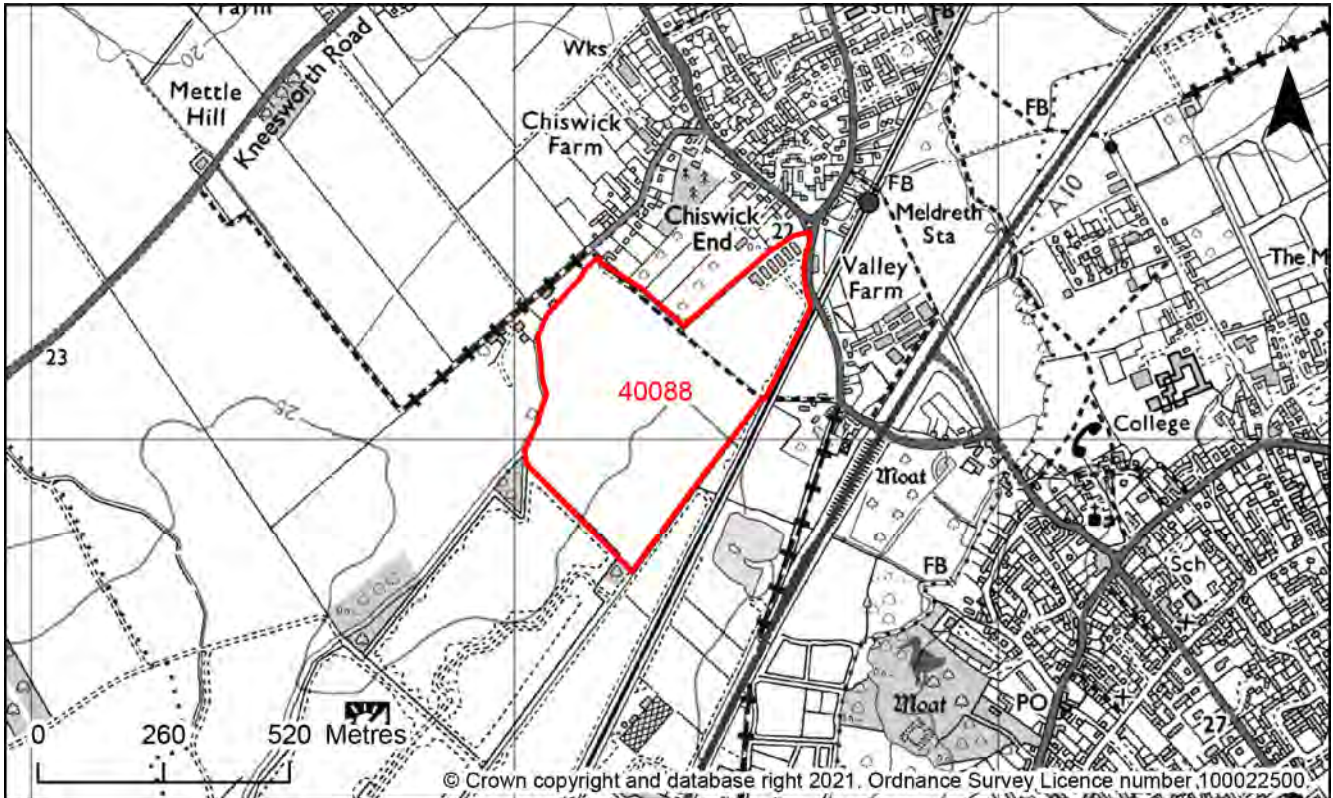 Farm
Sch
FB
20
Kneesworth Road
Wks
Mettle
Hill
Chiswick
Farm
FB
A10
FB
Meldreth
Sta
Chiswick
End
22
Valley
Farm
The M
23
25
40088
College
Moat
FB
Sch
Moat
PO
27
0 260 520 Metres
© Crown copyright and database right 2021. Ordnance Survey Licence number 100022500.